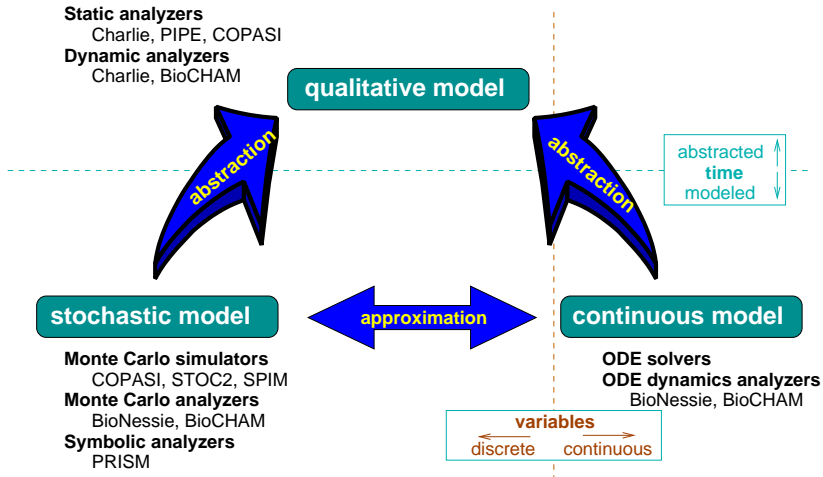 Static analyzers
Charlie, PIPE, COPASI
Dynamic analyzers
Charlie, BioCHAM
qualitative model
abstraction
abstraction
abstracted
time
modeled
stochastic model
approximation
continuous model
Monte Carlo simulators
COPASI, STOC2, SPIM
Monte Carlo analyzers
BioNessie, BioCHAM
Symbolic analyzers
PRISM
ODE solvers
ODE dynamics analyzers
BioNessie, BioCHAM
variables
discrete continuous